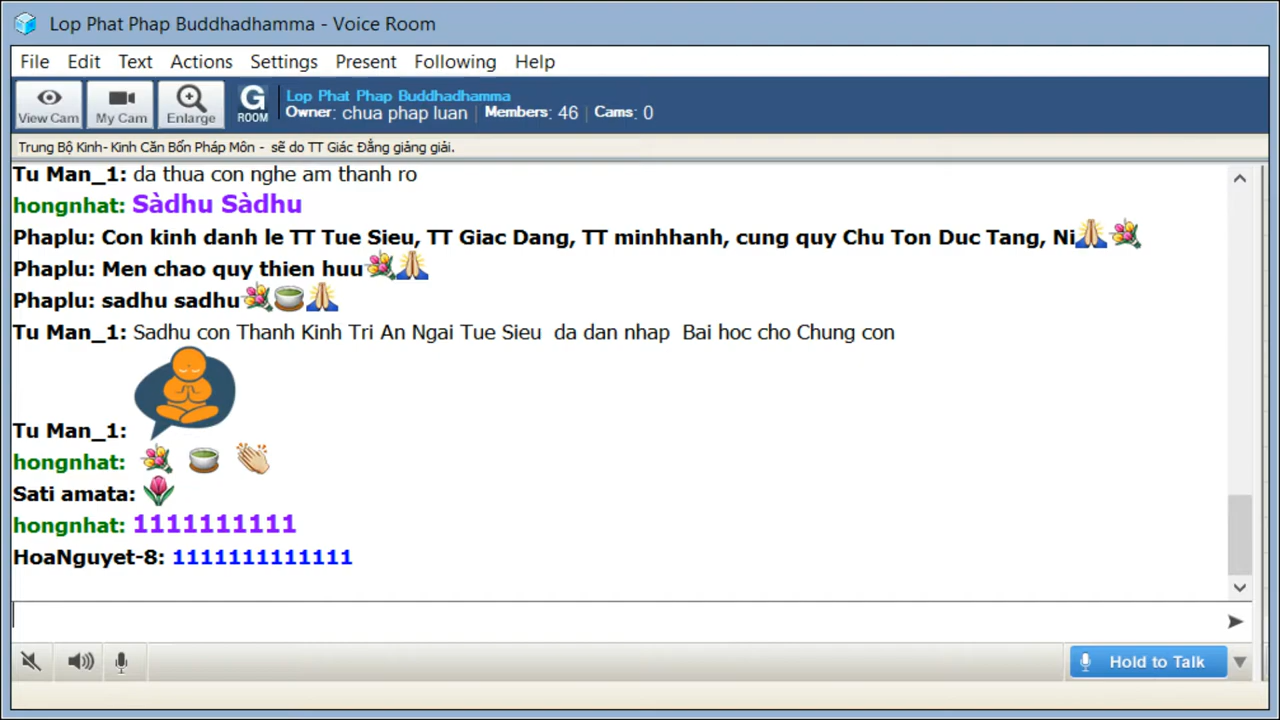 Lop Phat Phap Buddhadhamma - Voice Room
File Edit Text Actions Settings Present Following Help
View Cam My Cam Enlarge G ROOM
Lop Phat Phap Buddhadhamma
Owner: chua phap luan | Members: 46 | Cams: 0
Trung Bộ Kinh- Kinh Căn Bổn Pháp Môn - sẽ do TT Giác Đẳng giảng giải.
Tu Man_1: da thua con nghe am thanh ro
hongnhat: Sàdhu Sàdhu
Phaplu: Con kinh danh le TT Tue Sieu, TT Giac Dang, TT minhhanh, cung quy Chu Ton Duc Tang, Ni
Phaplu: Men chao quy thien huu
Phaplu: sadhu sadhu
Tu Man_1: Sadhu con Thanh Kinh Tri An Ngai Tue Sieu da dan nhap Bai hoc cho Chung con
Tu Man_1:
hongnhat:
Sati amata:
hongnhat: 1111111111
HoaNguyet-8: 1111111111111
Hold to Talk